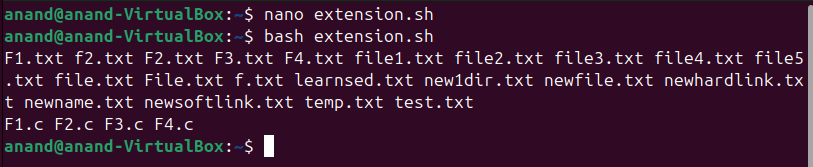 anand@anand-VirtualBox:~$ nano extension.sh
anand@anand-VirtualBox:~$ bash extension.sh
F1.txt f2.txt F2.txt F3.txt F4.txt file1.txt file2.txt file3.txt file4.txt file5
.txt file.txt File.txt f.txt learnsed.txt new1dir.txt newfile.txt newhardlink.tx
t newname.txt newsoftlink.txt temp.txt test.txt
F1.c F2.c F3.c F4.c
anand@anand-VirtualBox:~$